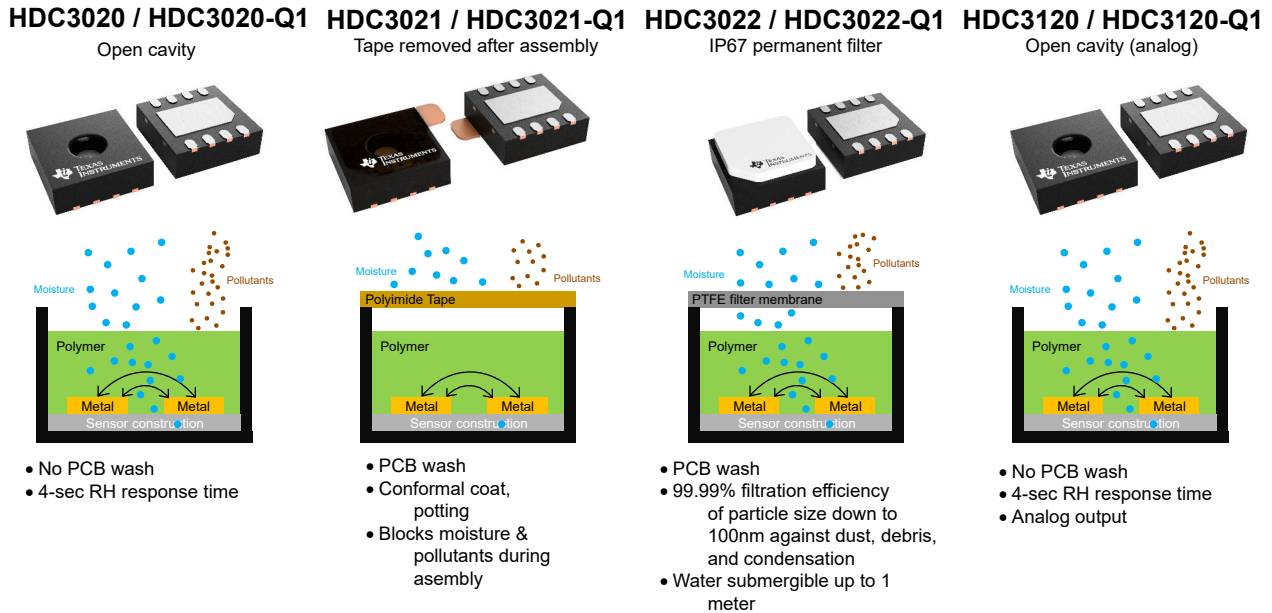 HDC3020 / HDC3020-Q1
Open cavity
TEXAS
INSTRUMENTS
Moisture
Pollutants
Polymer
Metal
Metal
Sensor construction
• No PCB wash
• 4-sec RH response time
HDC3021 / HDC3021-Q1
Tape removed after assembly
TEXAS
INSTRUMENTS
Moisture
Pollutants
Polyimide Tape
Polymer
Metal
Metal
Sensor construction
• PCB wash
• Conformal coat,
potting
• Blocks moisture &
pollutants during
asembly
HDC3022 / HDC3022-Q1
IP67 permanent filter
TEXAS
INSTRUMENTS
Moisture
Pollutants
PTFE filter membrane
Polymer
Metal
Metal
Sensor construction
• PCB wash
• 99.99% filtration efficiency
of particle size down to
100nm against dust, debris,
and condensation
• Water submergible up to 1
meter
HDC3120 / HDC3120-Q1
Open cavity (analog)
TEXAS
INSTRUMENTS
Moisture
Pollutants
Polymer
Metal
Metal
Sensor construction
• No PCB wash
• 4-sec RH response time
• Analog output